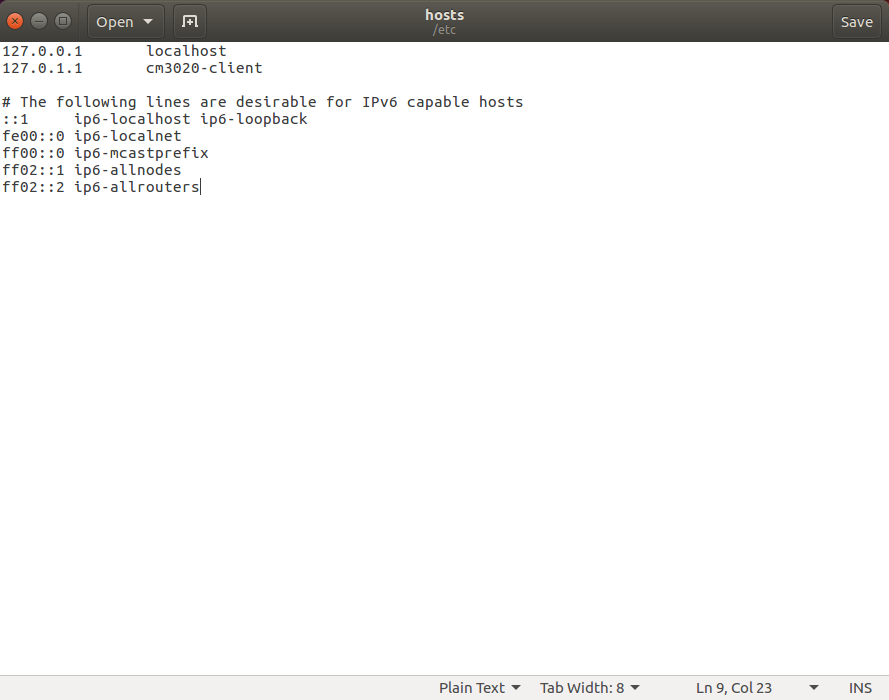 Open
hosts
/etc
Save
127.0.0.1       localhost
127.0.1.1       cm3020-client
# The following lines are desirable for IPv6 capable hosts
::1     ip6-localhost ip6-loopback
fe00::0 ip6-localnet
ff00::0 ip6-mcastprefix
ff02::1 ip6-allnodes
ff02::2 ip6-allrouters
Plain Text  Tab Width: 8  Ln 9, Col 23  INS